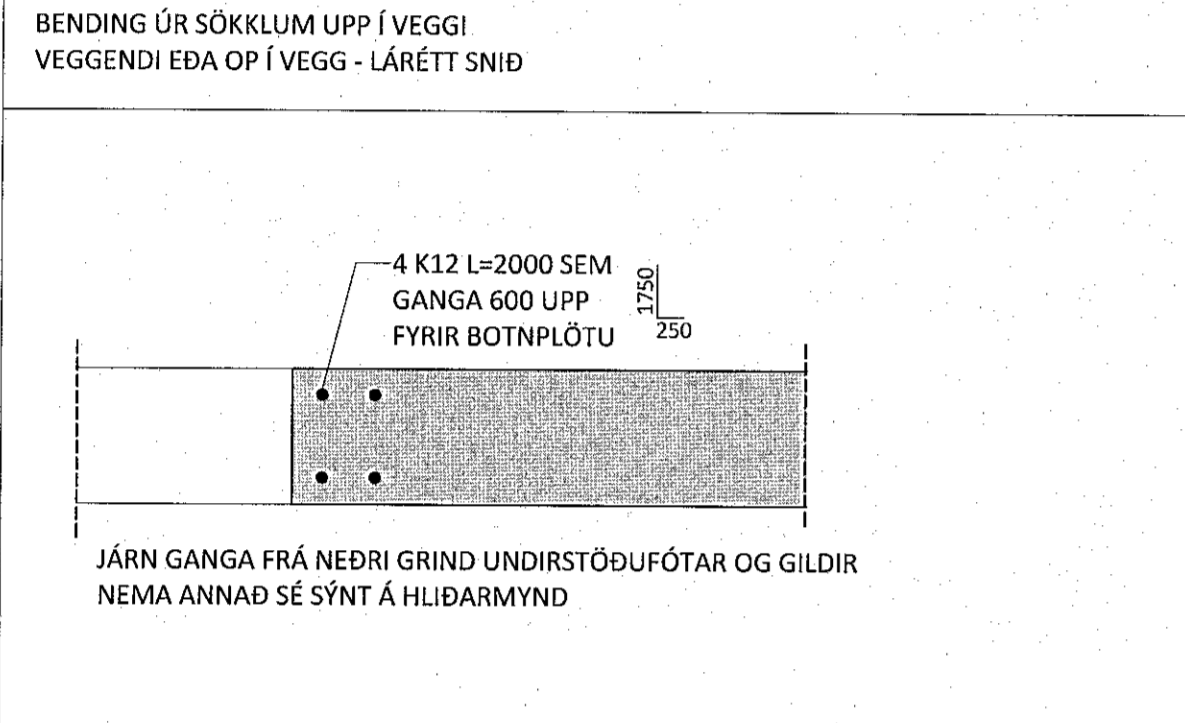 BENDING ÚR SÖKKLUM UPP Í VEGGI
VEGGENDI EÐA OP Í VEGG - LÁRÉTT SNIÐ
4 K12 L=2000 SEM
GANGA 600 UPP
FYRIR BOTNPLÖTU
1750
250
JÁRN GANGA FRÁ NEÐRI GRIND UNDIRSTÖÐUFÓTAR OG GILDIR
NEMA ANNAÐ SÉ SÝNT Á HLIÐARMYND